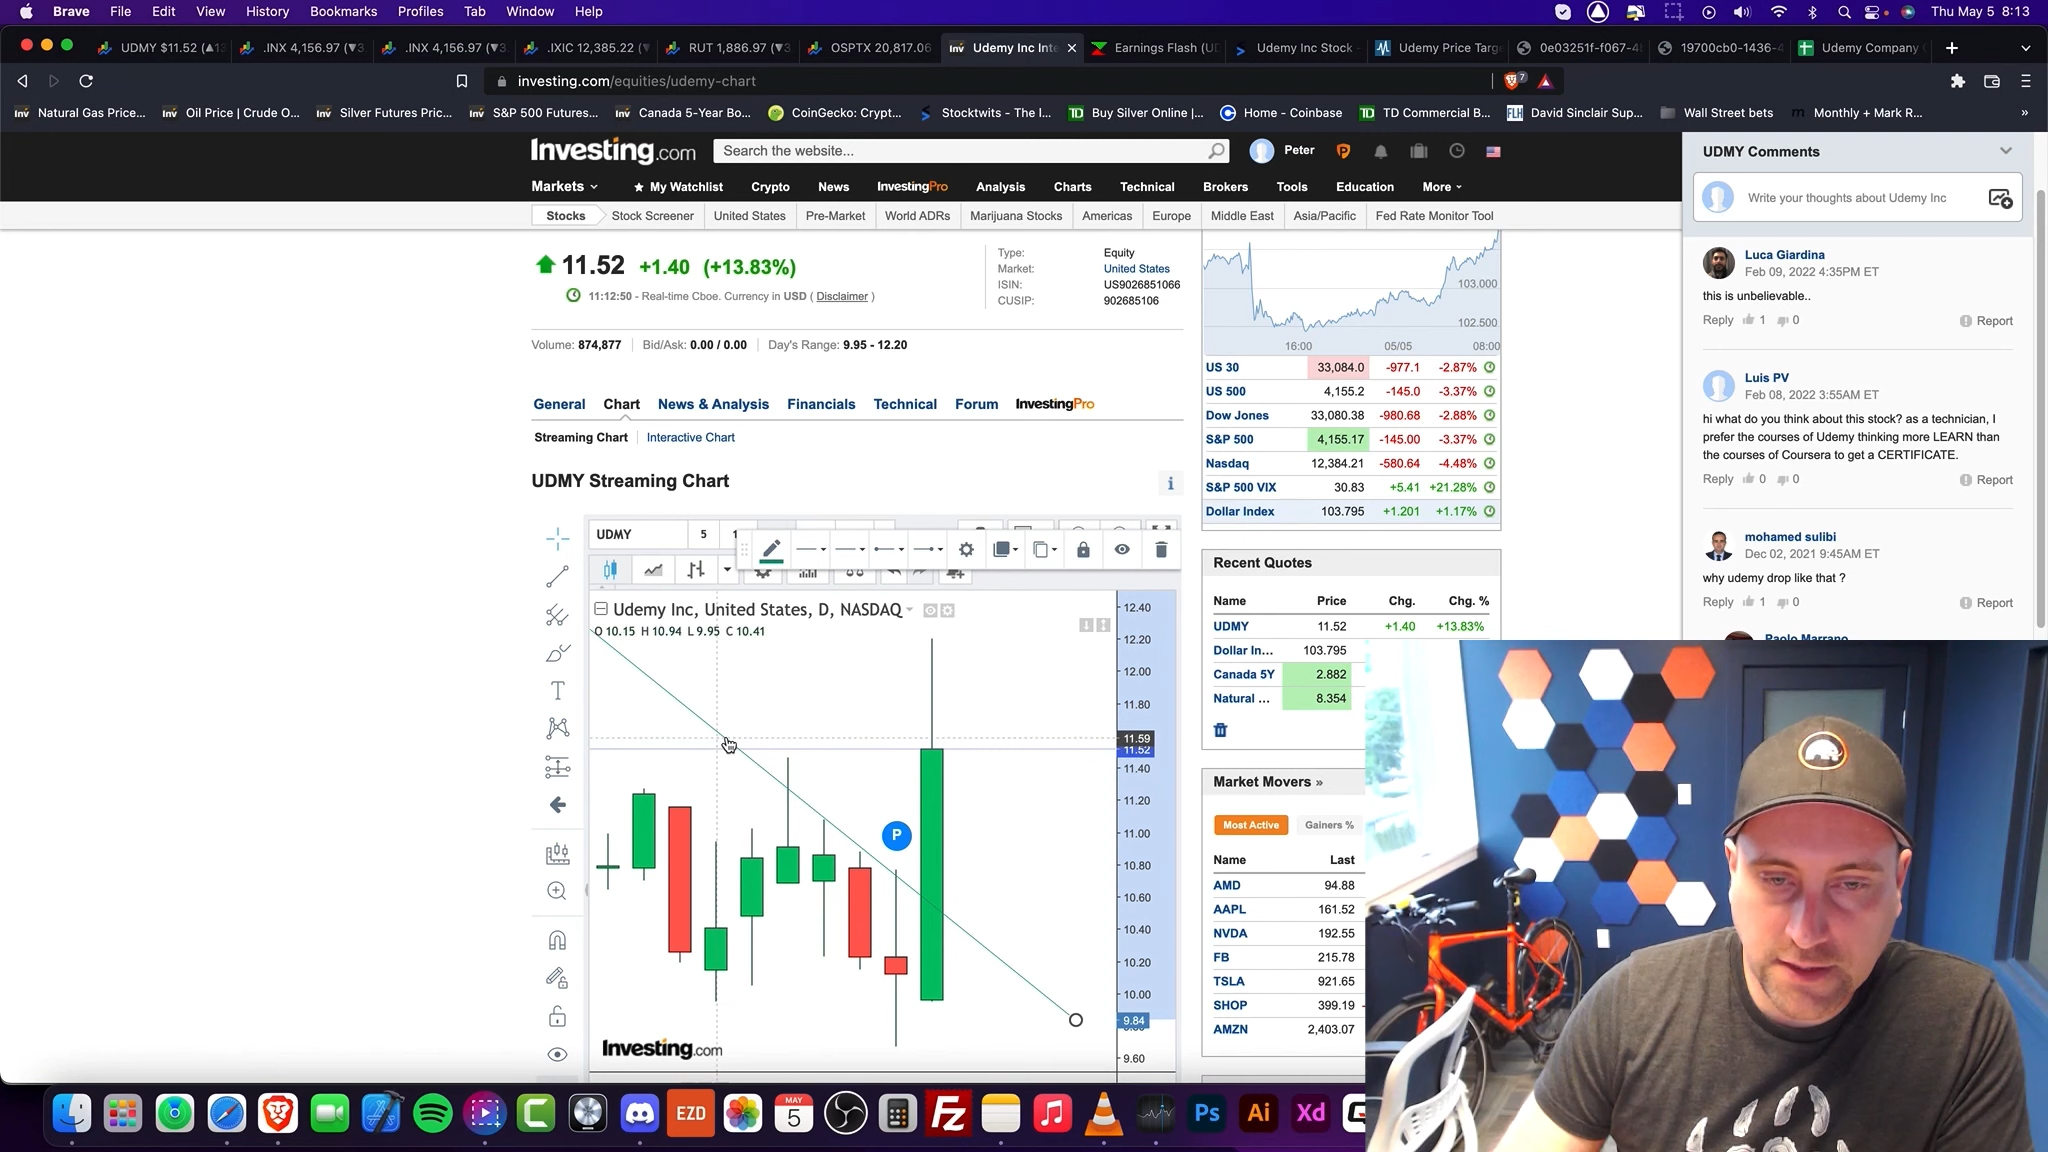 Brave File Edit View History Bookmarks Profiles Tab Window Help Thu May 5 8:13
UDMY $11.52 (▲13 .INX 4,156.97 (▼3 .INX 4,156.97 (▼3. .IXIC 12,385.22 (▼ RUT 1,886.97 (▼3 OSPTX 20,817.06 Udemy Inc Inte Earnings Flash (UD Udemy Inc Stock Udemy Price Targ 0e03251f-f067-4 19700cb0-1436-4 Udemy Company
investing.com/equities/udemy-chart 7
Natural Gas Price... Oil Price | Crude O... Silver Futures Pric... S&P 500 Futures... Canada 5-Year Bo... CoinGecko: Crypt... Stocktwits - The l... Buy Silver Online |... Home - Coinbase TD Commercial B... David Sinclair Sup... Wall Street bets Monthly + Mark R...
Investing.com Search the website... Peter
Markets My Watchlist Crypto News InvestingPro Analysis Charts Technical Brokers Tools Education More
Stocks Stock Screener United States Pre-Market World ADRs Marijuana Stocks Americas Europe Middle East Asia/Pacific Fed Rate Monitor Tool
11.52 +1.40 (+13.83%)
11:12:50 - Real-time Cboe. Currency in USD ( Disclaimer )
Type: Equity
Market: United States
ISIN: US9026851066
CUSIP: 902685106
Volume: 874,877 Bid/Ask: 0.00 / 0.00 Day's Range: 9.95 - 12.20
General Chart News & Analysis Financials Technical Forum InvestingPro
Streaming Chart Interactive Chart
UDMY Streaming Chart
UDMY 5 1
Udemy Inc, United States, D, NASDAQ
O 10.15 H 10.94 L 9.95 C 10.41
P
12.40
12.20
12.00
11.80
11.59
11.52
11.40
11.20
11.00
10.80
10.60
10.40
10.20
10.00
9.84
9.60
Investing.com
103.000
102.500
16:00 05/05 08:00
US 30 33,084.0 -977.1 -2.87%
US 500 4,155.2 -145.0 -3.37%
Dow Jones 33,080.38 -980.68 -2.88%
S&P 500 4,155.17 -145.00 -3.37%
Nasdaq 12,384.21 -580.64 -4.48%
S&P 500 VIX 30.83 +5.41 +21.28%
Dollar Index 103.795 +1.201 +1.17%
Recent Quotes
Name Price Chg. Chg. %
UDMY 11.52 +1.40 +13.83%
Dollar In... 103.795
Canada 5Y 2.882
Natural ... 8.354
Market Movers »
Most Active Gainers %
Name Last
AMD 94.88
AAPL 161.52
NVDA 192.55
FB 215.78
TSLA 921.65
SHOP 399.19
AMZN 2,403.07
UDMY Comments
Write your thoughts about Udemy Inc
Luca Giardina
Feb 09, 2022 4:35PM ET
this is unbelievable..
Reply 1 0 Report
Luis PV
Feb 08, 2022 3:55AM ET
hi what do you think about this stock? as a technician, I
prefer the courses of Udemy thinking more LEARN than
the courses of Coursera to get a CERTIFICATE.
Reply 0 0 Report
mohamed sulibi
Dec 02, 2021 9:45AM ET
why udemy drop like that ?
Reply 1 0 Report
Paolo Marrano
EZD MAY 5 Fz Ps Ai Xd